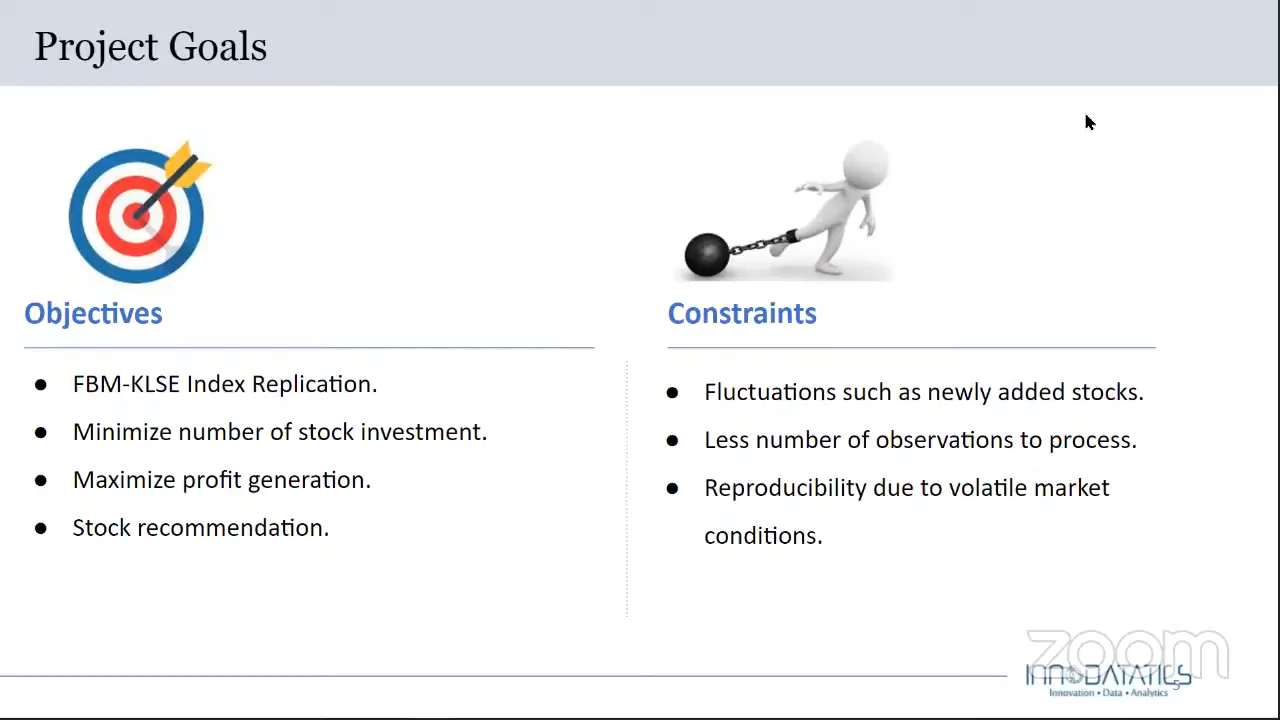 Project Goals
Objectives
FBM-KLSE Index Replication.
Minimize number of stock investment.
Maximize profit generation.
Stock recommendation.
Constraints
Fluctuations such as newly added stocks.
Less number of observations to process.
Reproducibility due to volatile market
conditions.
zoom
INNODATATICS
Innovation • Data • Analytics
5